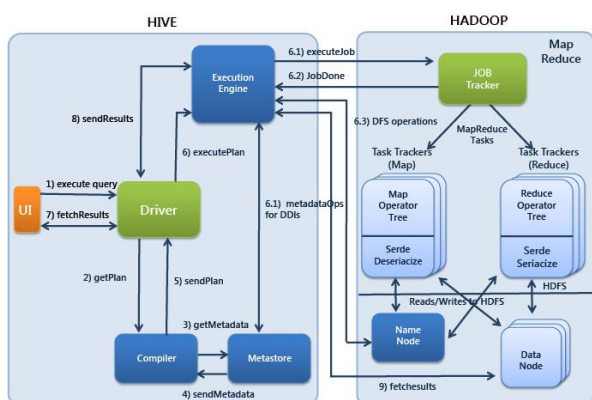 HIVE
HADOOP
Map
Reduce
Execution
Engine
6.1) executeJob
6.2) JobDone
JOB
Tracker
6.3) DFS operations
MapReduce
Tasks
8) sendResults
6) executePlan
Task Trackers
(Map)
Task Trackers
(Reduce)
1) execute query
UI
7) fetchResults
Driver
6.1) metadataOps
for DDIs
Map
Operator
Tree
Serde
Deseriacize
Reduce
Operator
Tree
Serde
Seriacize
2) getPlan
5) sendPlan
HDFS
Reads/Writes to HDFS
3) getMetadata
Compiler
Metastore
4) sendMetadata
Name
Node
Data
Node
9) fetchesults